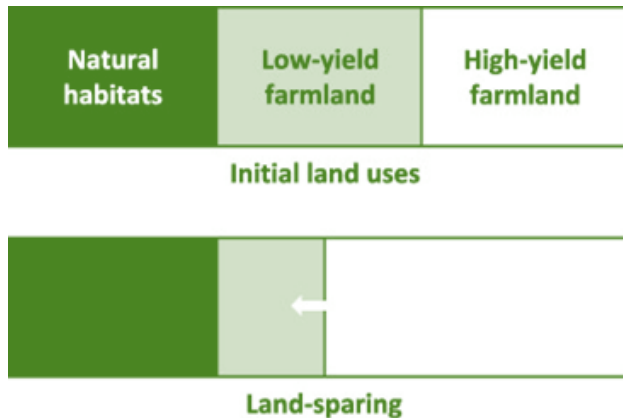 Natural Low-yield High-yield
habitats farmland farmland
Initial land uses
Land-sparing